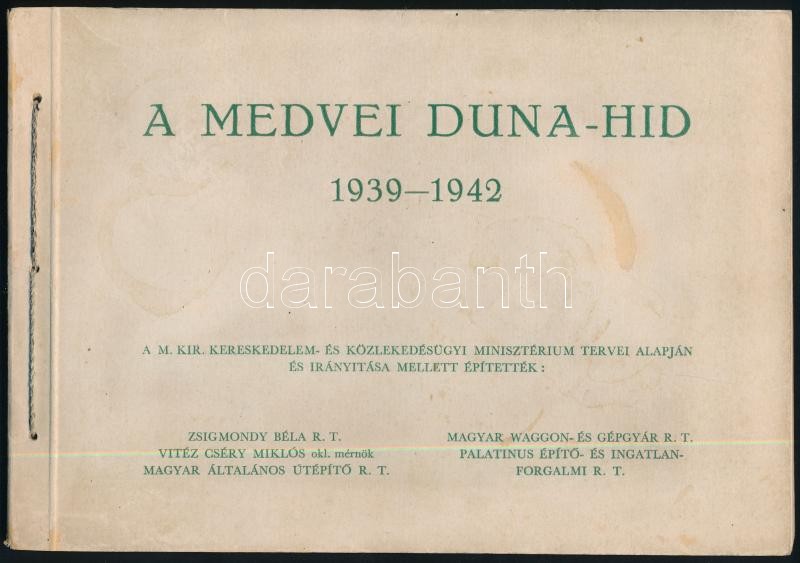 A MEDVEI DUNA-HID
1939—1942
darabanth
A M. KIR. KERESKEDELEM- ÉS KÖZLEKEDÉSÜGYI MINISZTÉRIUM TERVEI ALAPJÁN
ÉS IRÁNYITÁSA MELLETT ÉPITETTÉK:
ZSIGMONDY BÉLA R. T.
VITÉZ CSÉRY MIKLÓS okl. mérnök
MAGYAR ÁLTALÁNOS ÚTÉPÍTŐ R. T.
MAGYAR WAGGON- ÉS GÉPGYÁR R. T.
PALATINUS ÉPÍTŐ- ÉS INGATLAN-
FORGALMI R. T.